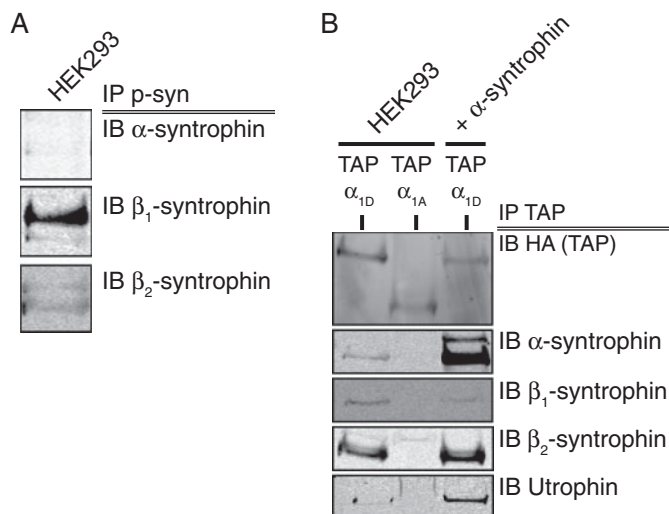 A
HEK293
IP p-syn
IB α-syntrophin
IB β₁-syntrophin
IB β₂-syntrophin
B
HEK293
+ α-syntrophin
TAP TAP TAP
α₁D α₁A α₁D
IP TAP
IB HA (TAP)
IB α-syntrophin
IB β₁-syntrophin
IB β₂-syntrophin
IB Utrophin